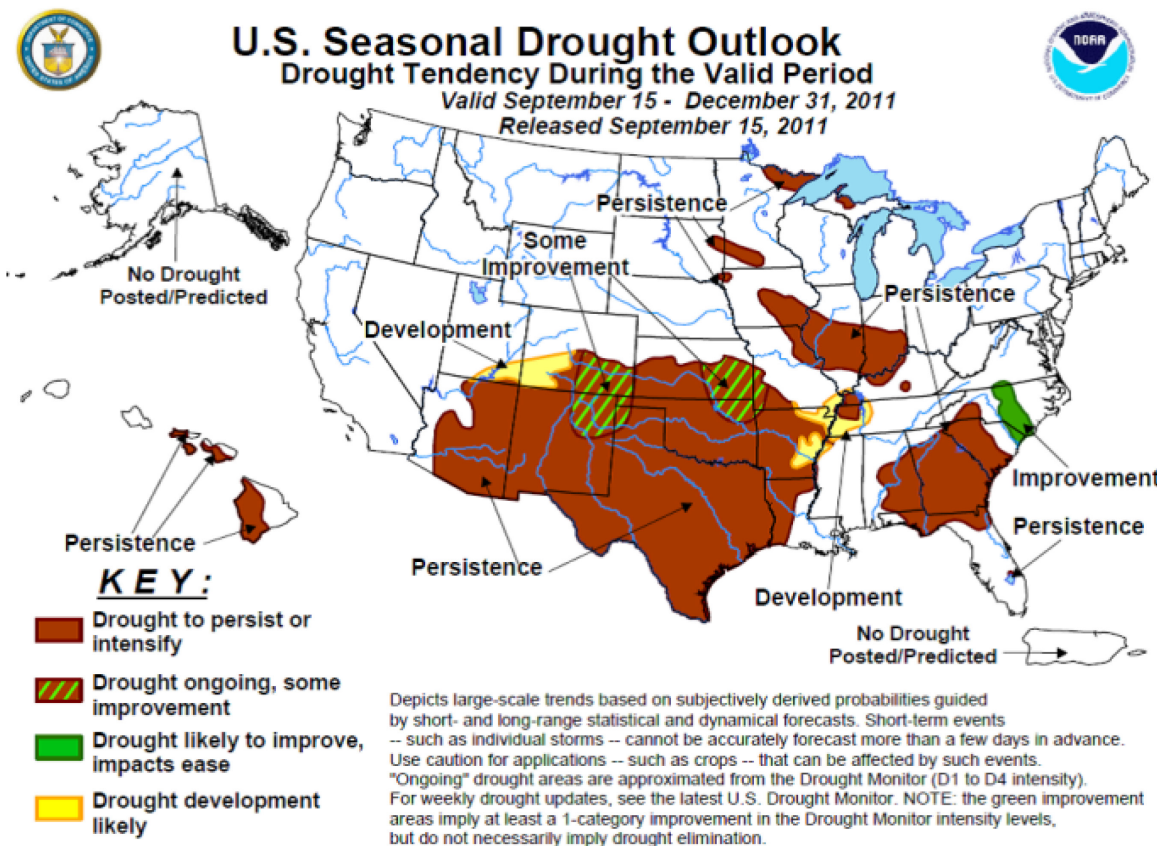 U.S. Seasonal Drought Outlook
Drought Tendency During the Valid Period
Valid September 15 - December 31, 2011
Released September 15, 2011
NOAA
No Drought
Posted/Predicted
Persistence
Some
Improvement
Persistence
Development
Improvement
Persistence
Persistence
Persistence
Development
No Drought
Posted/Predicted
KEY:
Drought to persist or
intensify
Drought ongoing, some
improvement
Drought likely to improve,
impacts ease
Drought development
likely
Depicts large-scale trends based on subjectively derived probabilities guided
by short- and long-range statistical and dynamical forecasts. Short-term events
-- such as individual storms -- cannot be accurately forecast more than a few days in advance.
Use caution for applications -- such as crops -- that can be affected by such events.
"Ongoing" drought areas are approximated from the Drought Monitor (D1 to D4 intensity).
For weekly drought updates, see the latest U.S. Drought Monitor. NOTE: the green improvement
areas imply at least a 1-category improvement in the Drought Monitor intensity levels,
but do not necessarily imply drought elimination.